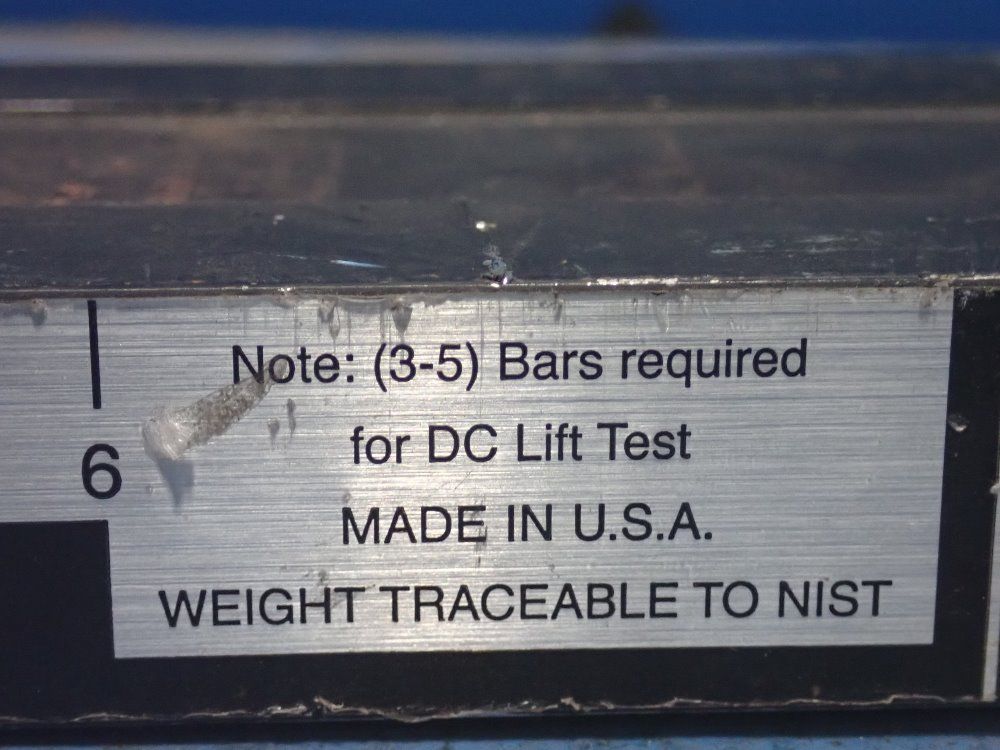 Note: (3-5) Bars required
for DC Lift Test
6
MADE IN U.S.A.
WEIGHT TRACEABLE TO NIST